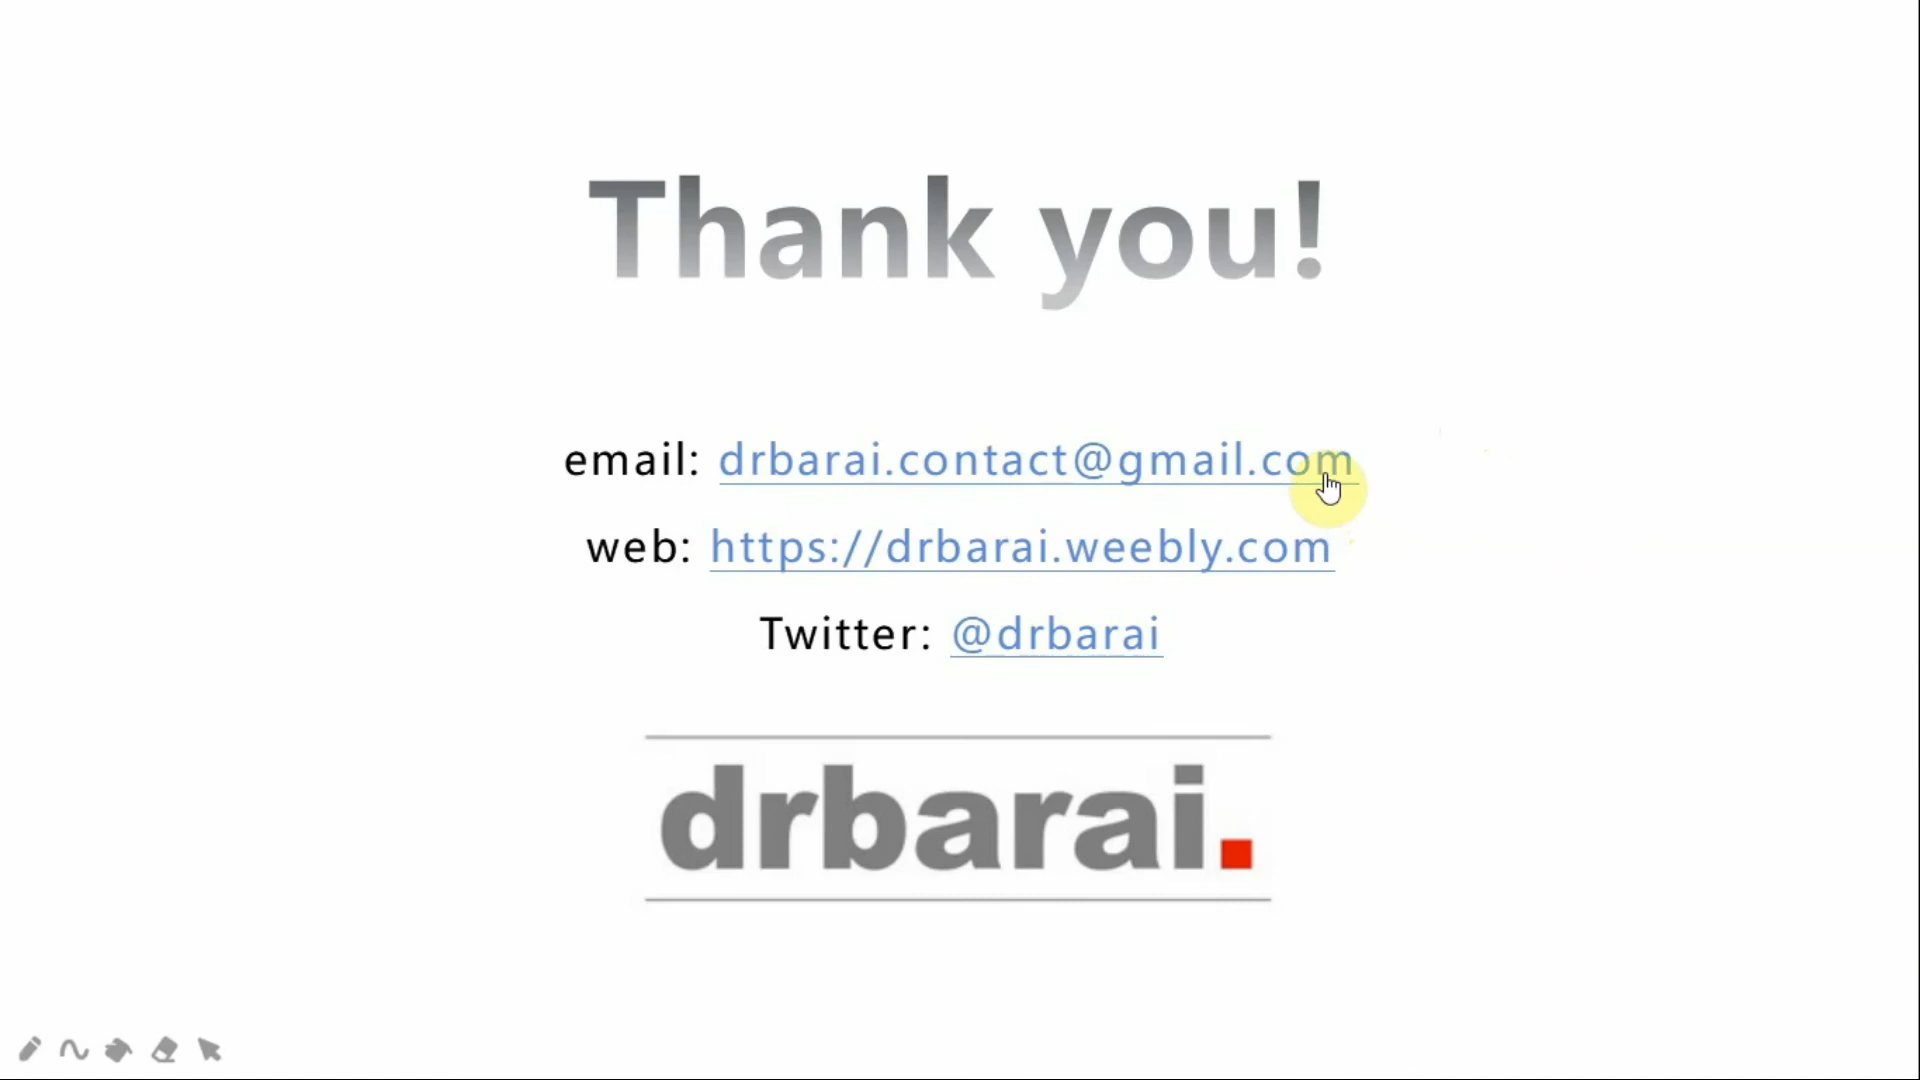 Thank you!
email: drbarai.contact@gmail.com
web: https://drbarai.weebly.com
Twitter: @drbarai
drbarai.